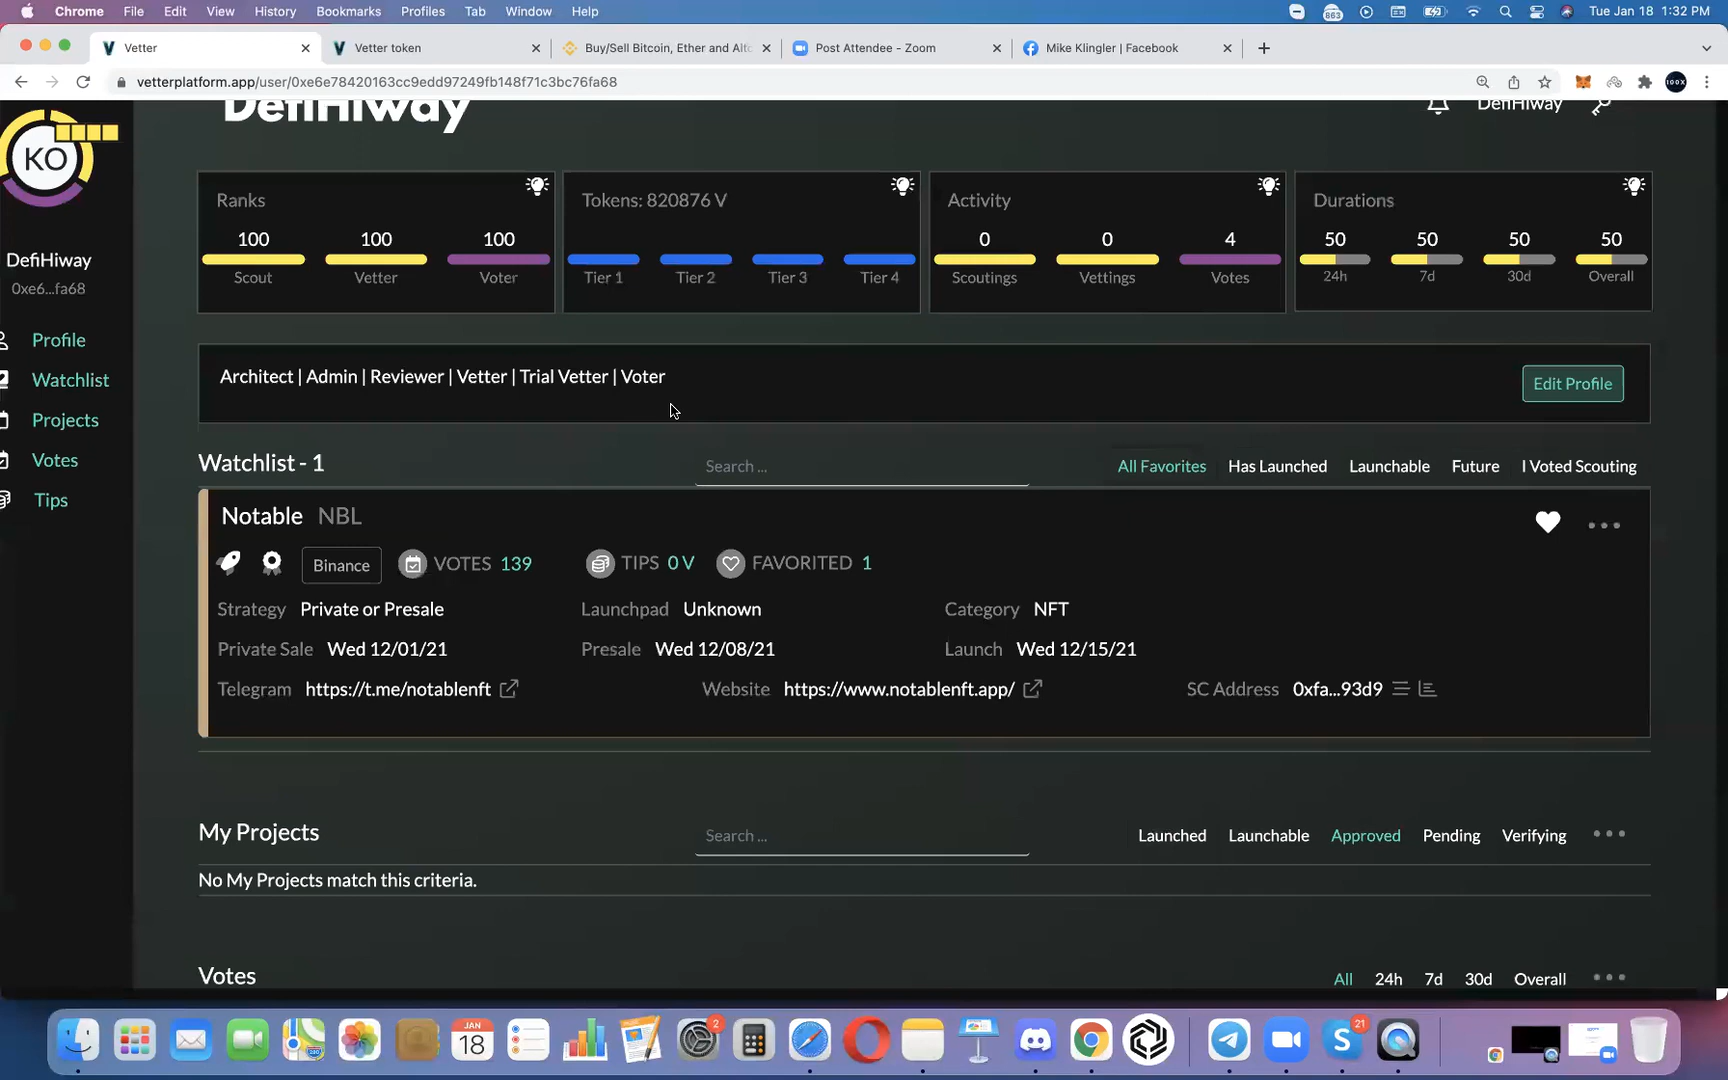 Chrome File Edit View History Bookmarks Profiles Tab Window Help 863 Tue Jan 18 1:32 PM
Vetter Vetter token Buy/Sell Bitcoin, Ether and Altc Post Attendee - Zoom Mike Klingler | Facebook
vetterplatform.app/user/0xe6e78420163cc9edd97249fb148f71c3bc76fa68 100X
DefiHiway DefiHiway
KO
DefiHiway
0xe6...fa68
Profile
Watchlist
Projects
Votes
Tips
Ranks
100 100 100
Scout Vetter Voter
Tokens: 820876 V
Tier 1 Tier 2 Tier 3 Tier 4
Activity
0 0 4
Scoutings Vettings Votes
Durations
50 50 50 50
24h 7d 30d Overall
Architect | Admin | Reviewer | Vetter | Trial Vetter | Voter Edit Profile
Watchlist - 1 Search ... All Favorites Has Launched Launchable Future I Voted Scouting
Notable NBL
Binance VOTES 139 TIPS 0 V FAVORITED 1
Strategy Private or Presale Launchpad Unknown Category NFT
Private Sale Wed 12/01/21 Presale Wed 12/08/21 Launch Wed 12/15/21
Telegram https://t.me/notablenft Website https://www.notablenft.app/ SC Address 0xfa...93d9
My Projects Search ... Launched Launchable Approved Pending Verifying
No My Projects match this criteria.
Votes All 24h 7d 30d Overall
JAN
18
2
21